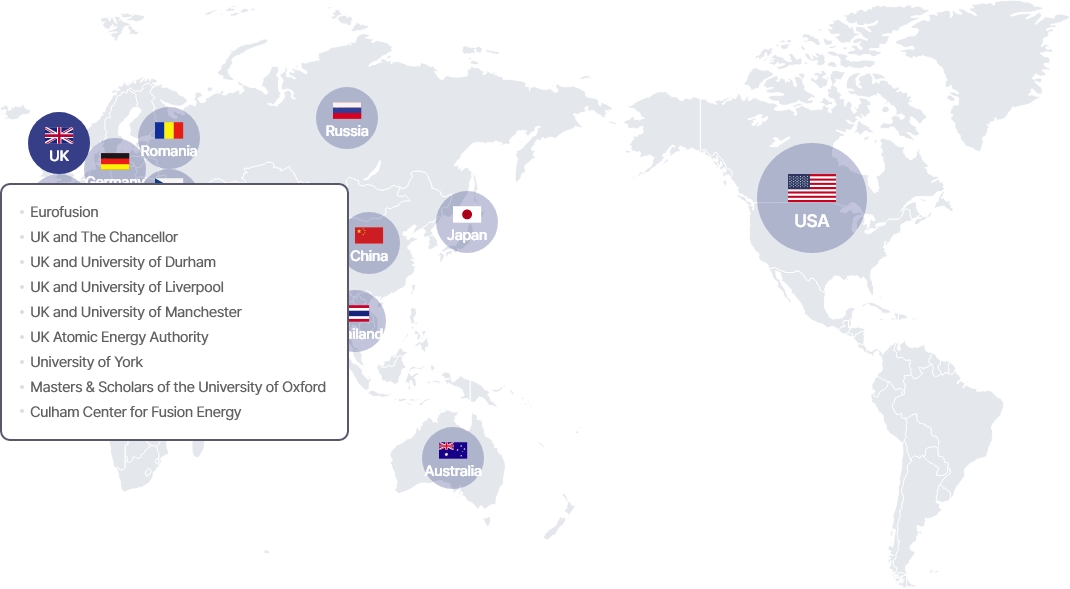 Russia
UK
Romania
Germany
USA
Japan
China
Eurofusion
UK and The Chancellor
UK and University of Durham
UK and University of Liverpool
UK and University of Manchester
UK Atomic Energy Authority
University of York
Masters & Scholars of the University of Oxford
Culham Center for Fusion Energy
ailand
Australia